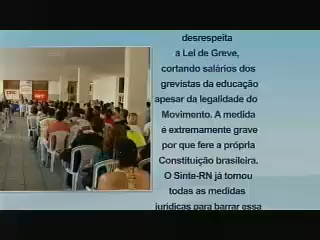 desrespeita
a Lei de Greve,
cortando salários dos
grevistas da educação
apesar da legalidade do
Movimento. A medida
é extremamente grave
por que fere a própria
Constituição brasileira.
O Sinte-RN já tomou
todas as medidas
jurídicas para barrar essa